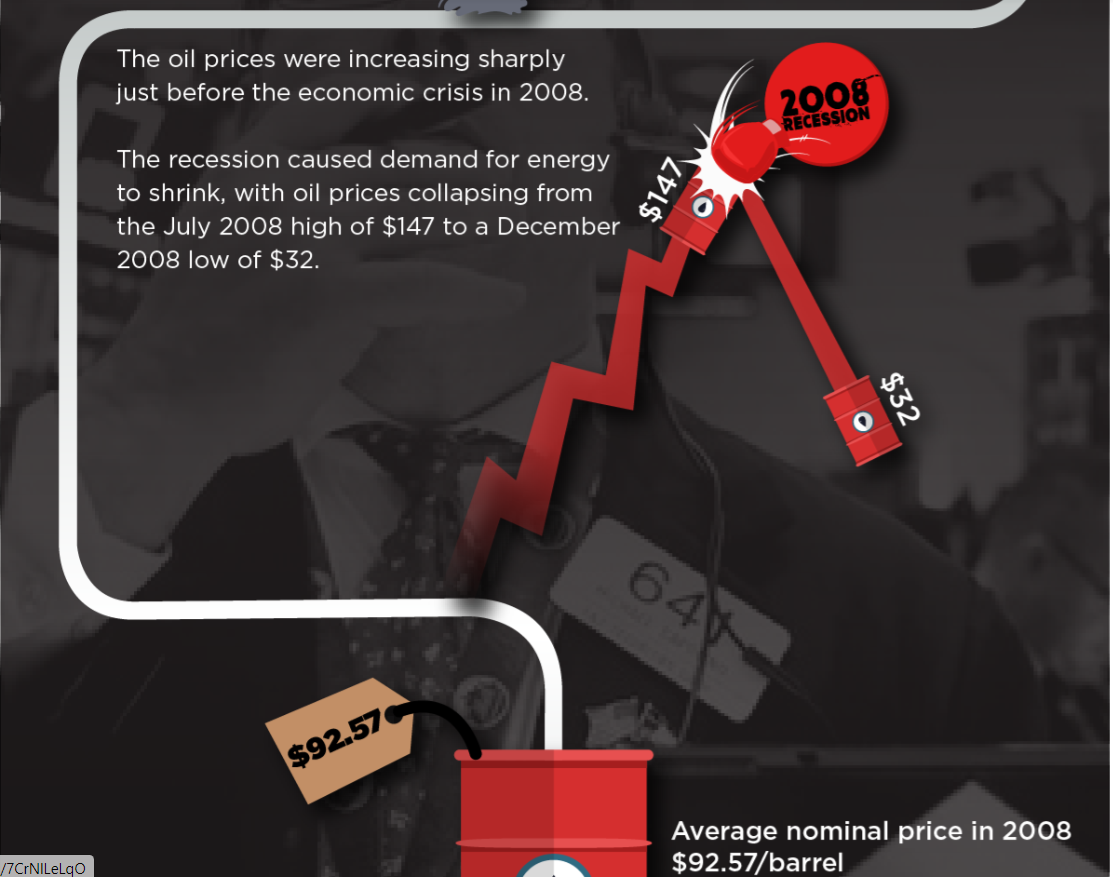 The oil prices were increasing sharply
just before the economic crisis in 2008.
The recession caused demand for energy
to shrink, with oil prices collapsing from
the July 2008 high of $147 to a December
2008 low of $32.
2008
RECESSION
$147
$32
$92.57
Average nominal price in 2008
$92.57/barrel
/7CrNILeLqO